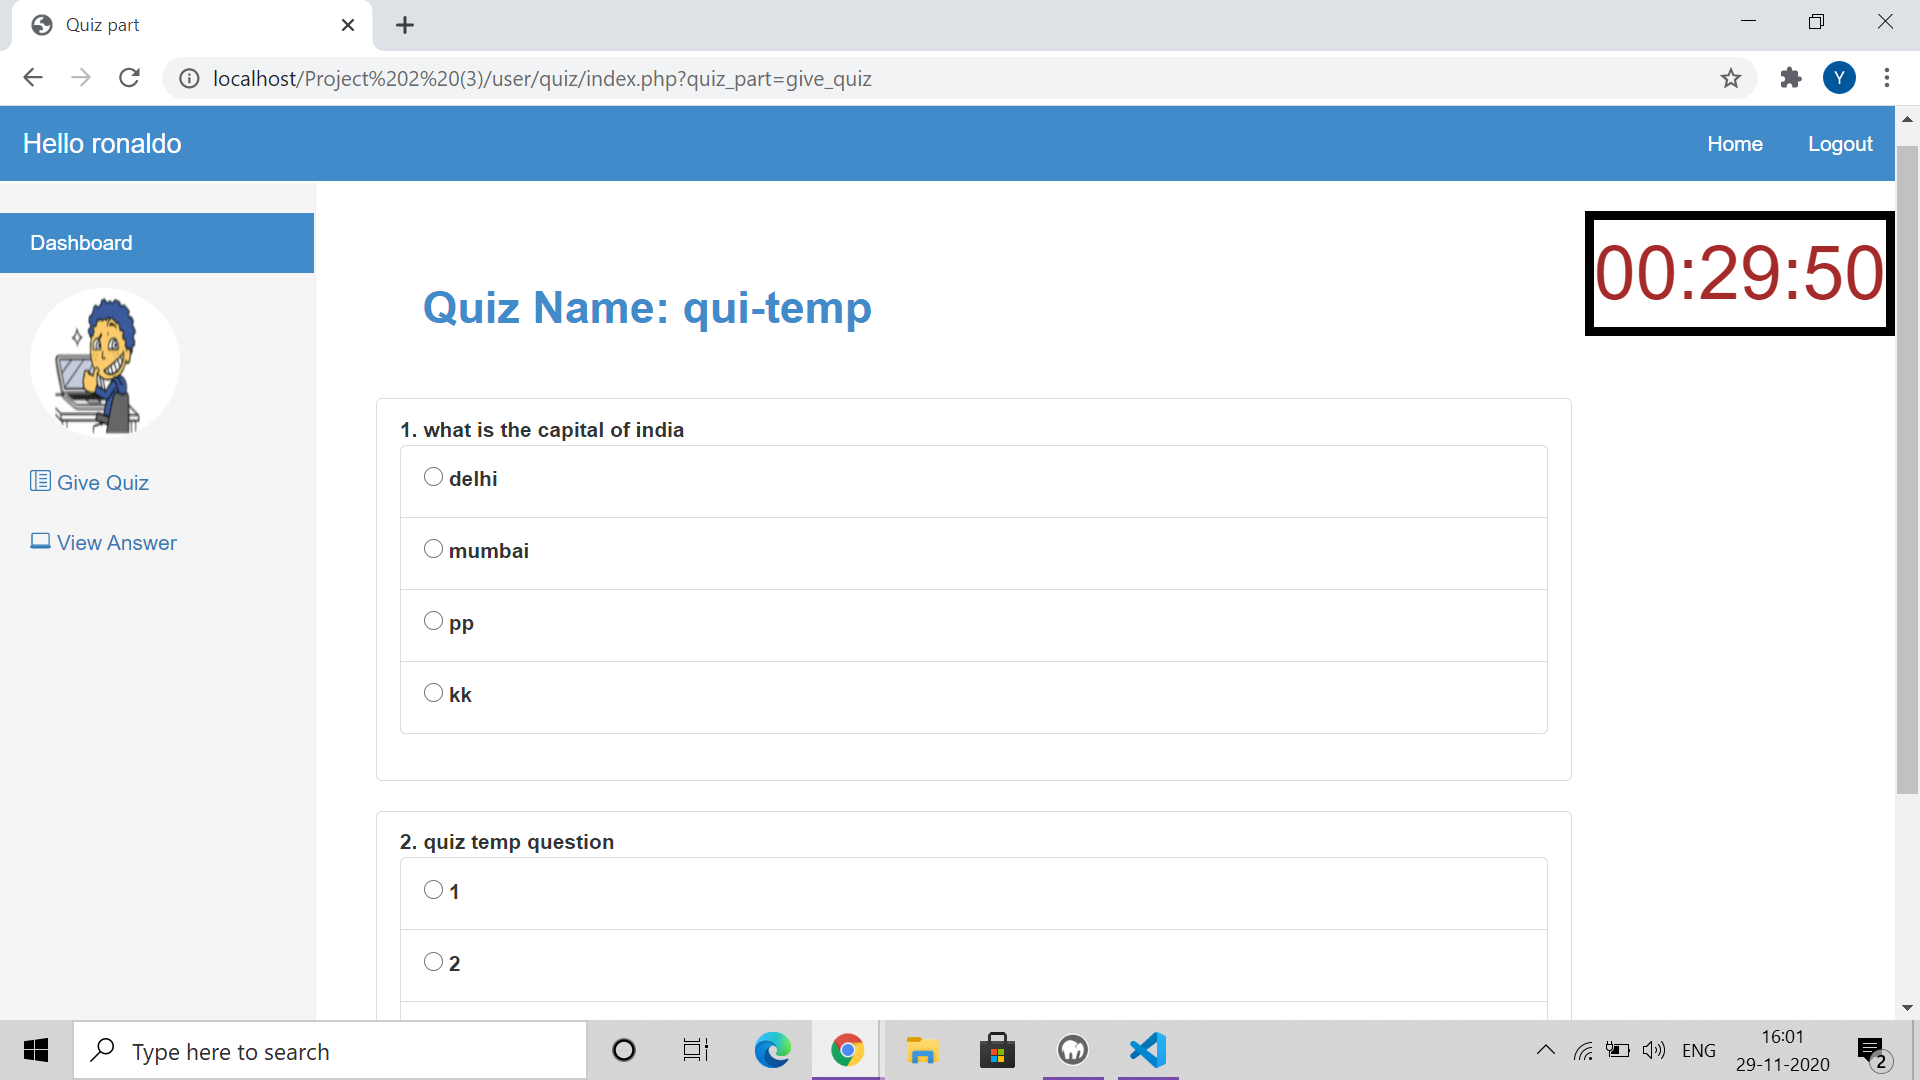 Quiz part
localhost/Project%202%20(3)/user/quiz/index.php?quiz_part=give_quiz
Y
Hello ronaldo
Home
Logout
Dashboard
00:29:50
Quiz Name: qui-temp
1. what is the capital of india
delhi
mumbai
pp
kk
Give Quiz
View Answer
2. quiz temp question
1
2
Type here to search
ENG
16:01
29-11-2020
2